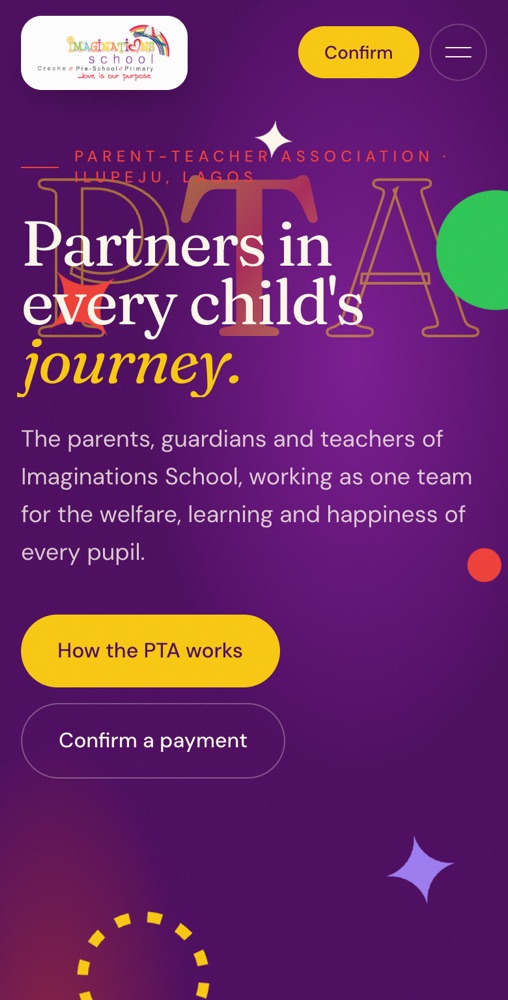 IMAGINATIONS
school
Creche // Pre-School // Primary
...love is our purpose
Confirm
PARENT-TEACHER ASSOCIATION ·
ILUPEJU, LAGOS
PTA
Partners in
every child's
journey.
The parents, guardians and teachers of
Imaginations School, working as one team
for the welfare, learning and happiness of
every pupil.
How the PTA works
Confirm a payment